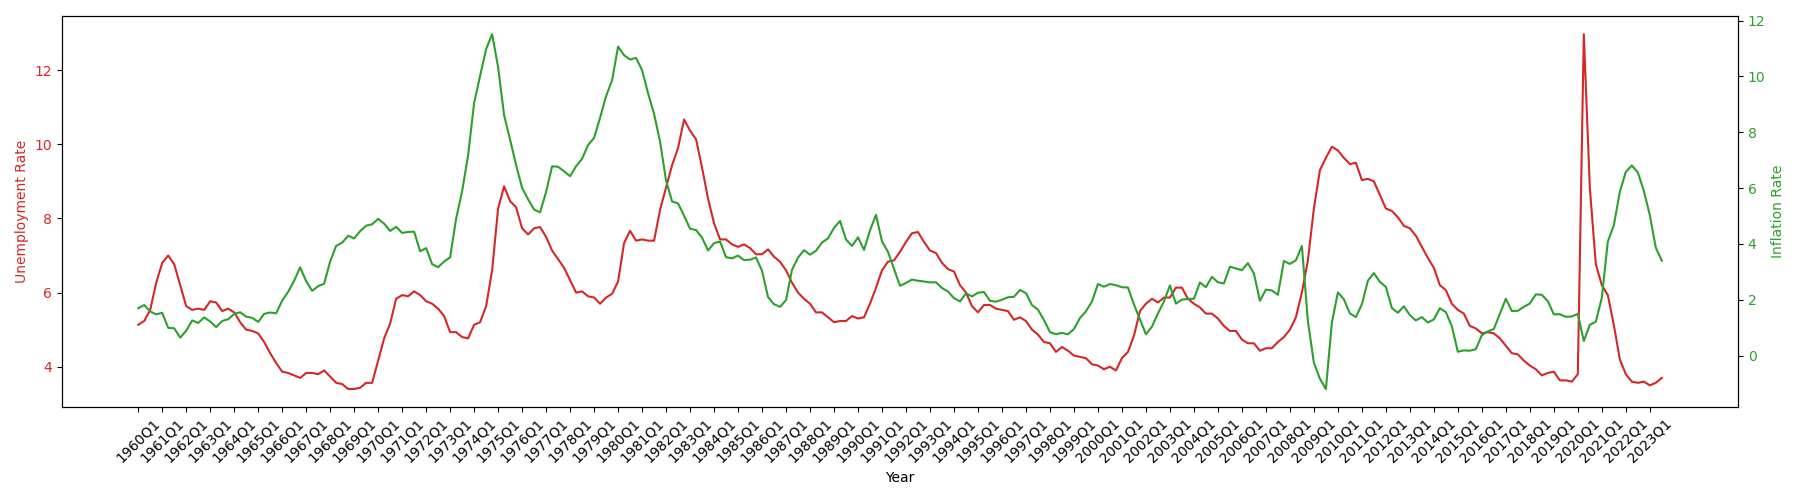 Unemployment Rate
12
10
8
6
4
12
10
8
6
4
2
0
Inflation Rate
1960Q1
1961Q1
1962Q1
1963Q1
1964Q1
1965Q1
1966Q1
1967Q1
1968Q1
1969Q1
1970Q1
1971Q1
1972Q1
1973Q1
1974Q1
1975Q1
1976Q1
1977Q1
1978Q1
1979Q1
1980Q1
1981Q1
1982Q1
1983Q1
1984Q1
1985Q1
1986Q1
1987Q1
1988Q1
1989Q1
1990Q1
1991Q1
1992Q1
1993Q1
1994Q1
1995Q1
1996Q1
1997Q1
1998Q1
1999Q1
2000Q1
2001Q1
2002Q1
2003Q1
2004Q1
2005Q1
2006Q1
2007Q1
2008Q1
2009Q1
2010Q1
2011Q1
2012Q1
2013Q1
2014Q1
2015Q1
2016Q1
2017Q1
2018Q1
2019Q1
2020Q1
2021Q1
2022Q1
2023Q1
Year